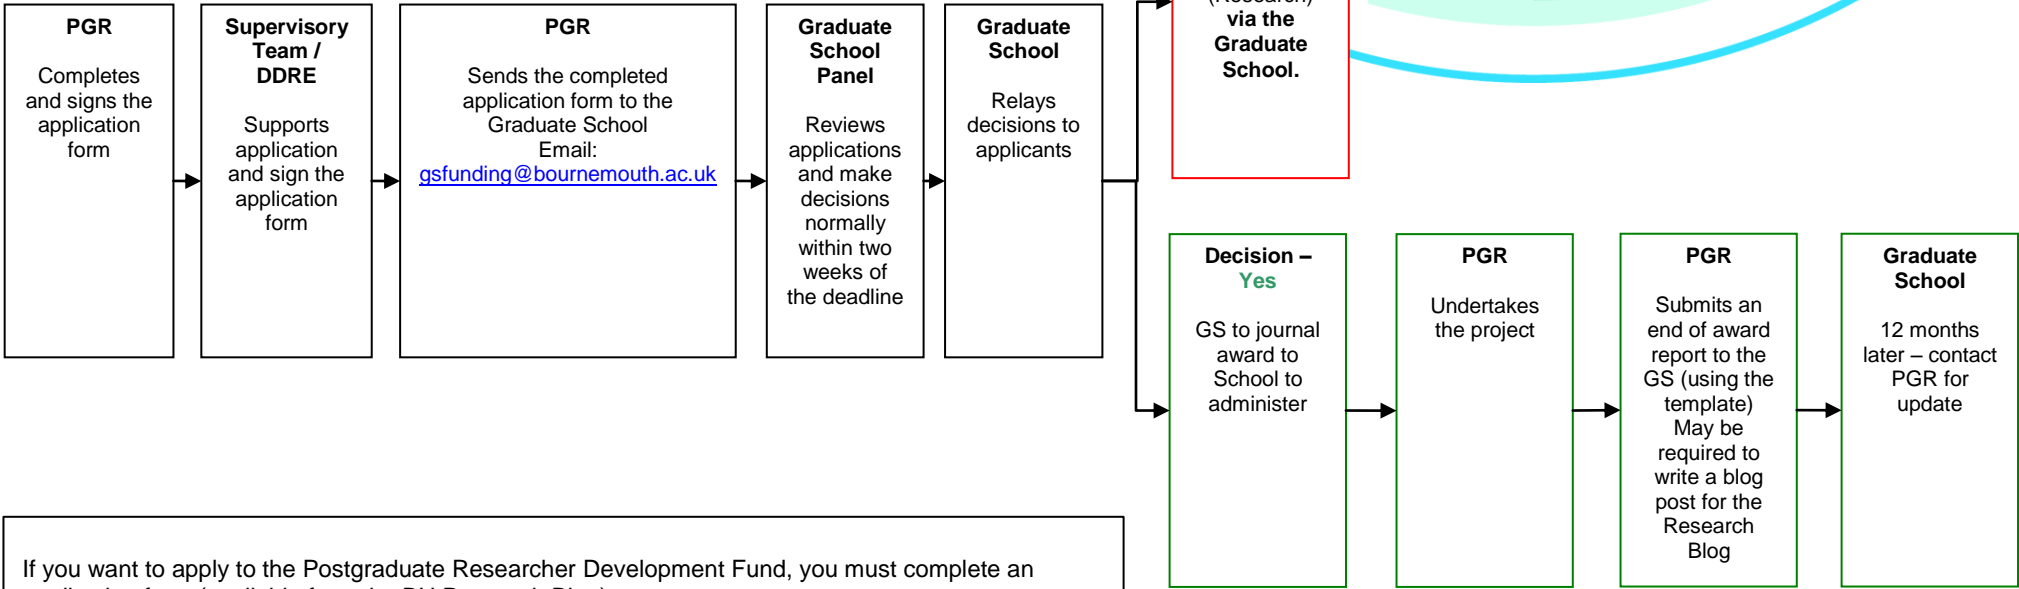 PGR
Completes
and signs the
application
form
Supervisory
Team /
DDRE
Supports
application
and sign the
application
form
PGR
Sends the completed
application form to the
Graduate School
Email:
gsfunding@bournemouth.ac.uk
Graduate
School
Panel
Reviews
applications
and make
decisions
normally
within two
weeks of
the deadline
Graduate
School
Relays
decisions to
applicants
(Research)
via the
Graduate
School.
Decision –
Yes
GS to journal
award to
School to
administer
PGR
Undertakes
the project
PGR
Submits an
end of award
report to the
GS (using the
template)
May be
required to
write a blog
post for the
Research
Blog
Graduate
School
12 months
later – contact
PGR for
update
If you want to apply to the Postgraduate Researcher Development Fund, you must complete an